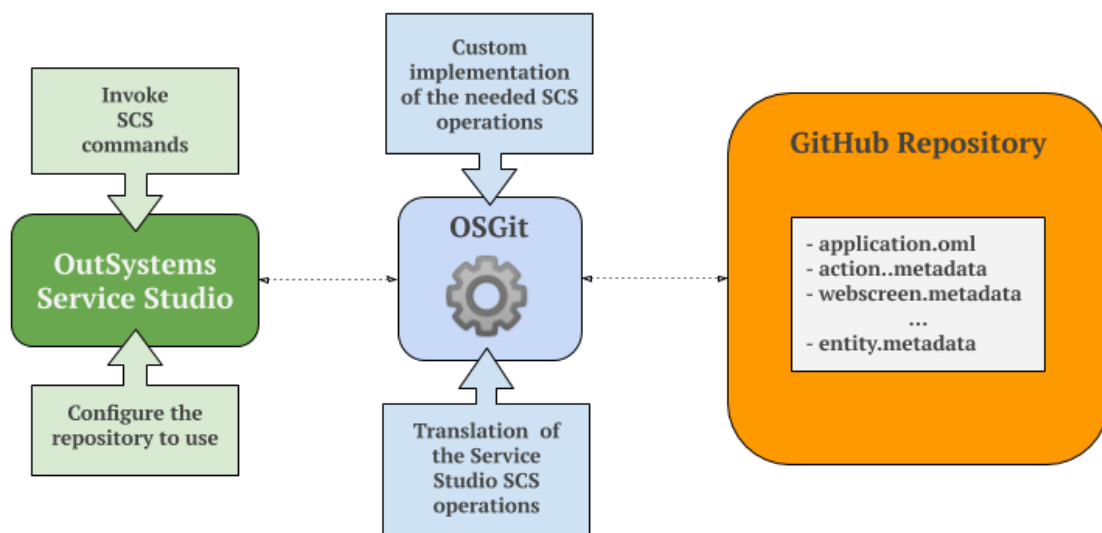 Invoke
SCS
commands
OutSystems
Service Studio
Configure the
repository to use
Custom
implementation
of the needed SCS
operations
OSGit
Translation of
the Service
Studio SCS
operations
GitHub Repository
- application.oml
- action..metadata
- webscreen.metadata
...
- entity.metadata